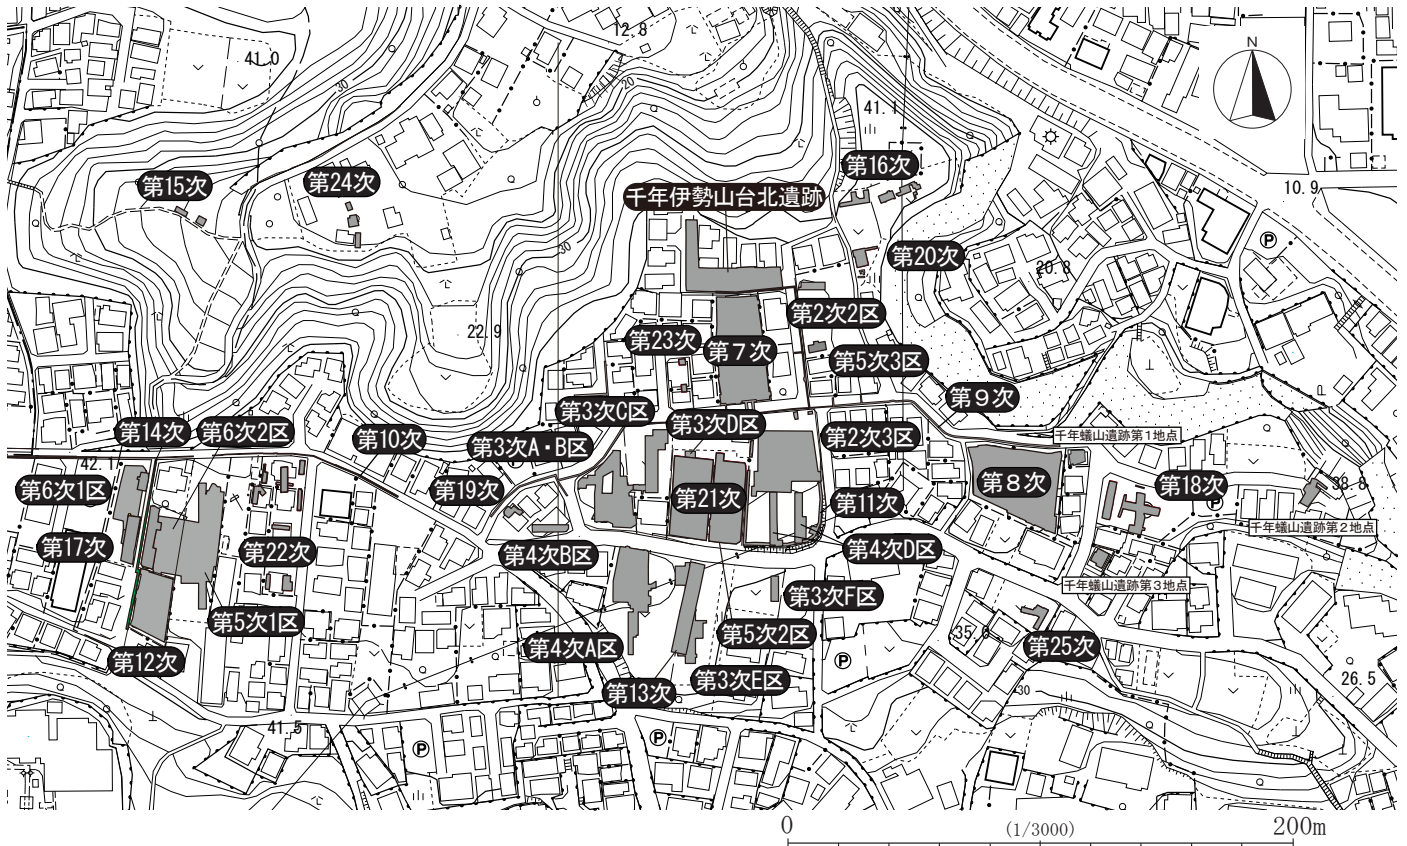 12.8
41.0
N
30
20
41.1
第16次
10.9
第15次
第24次
千年伊勢山台北遺跡
P
30
第20次
20.8
22.9
第2次2区
第23次
第7次
第5次3区
第9次
第3次C区
第3次D区
第14次
第6次2区
第10次
第3次A・B区
第2次3区
千年蟻山遺跡第1地点
42.1
第6次1区
第19次
第21次
第11次
第8次
第18次
38.8
P
千年蟻山遺跡第2地点
第17次
第22次
第4次B区
第4次D区
千年蟻山遺跡第3地点
第3次F区
第5次1区
第5次2区
35.0
第4次A区
第25次
第12次
P
第13次
第3次E区
26.5
30
41.5
P
P
0
(1/3000)
200m